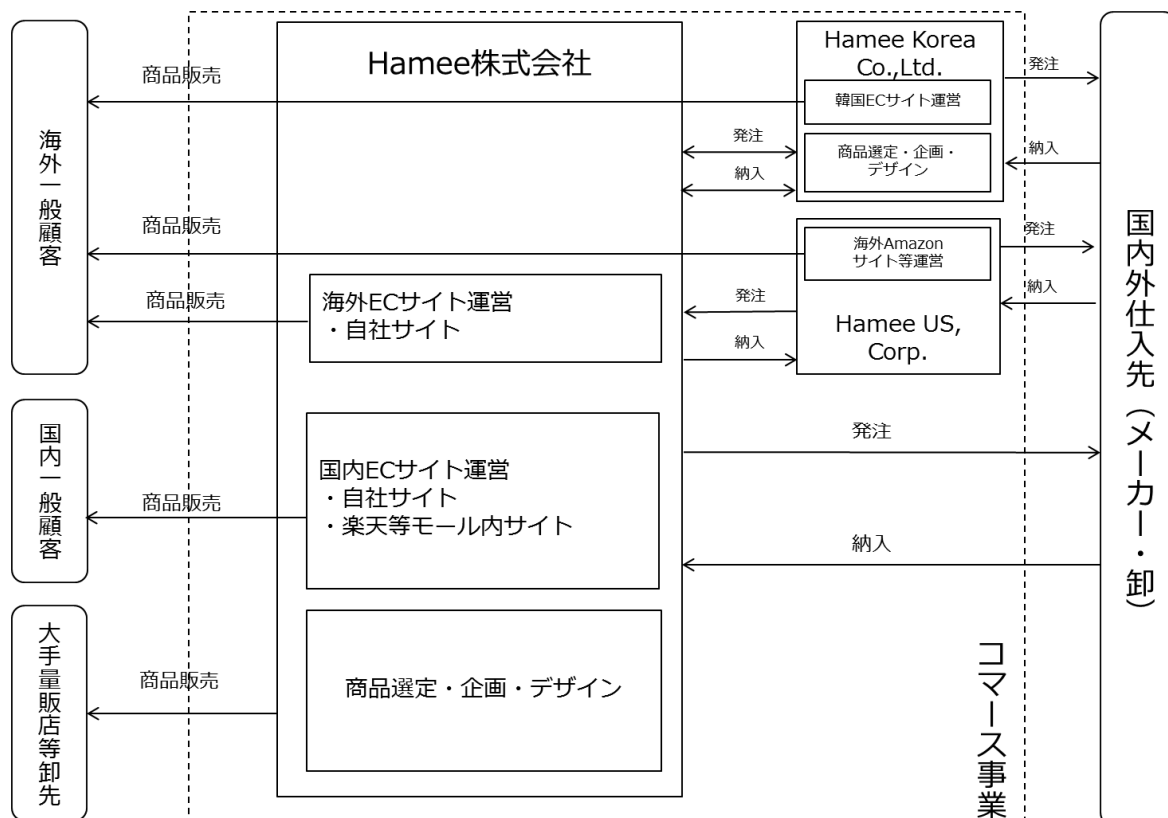 海外一般顧客
国内一般顧客
大手量販店等卸先
商品販売
商品販売
商品販売
商品販売
商品販売
Hamee株式会社
海外ECサイト運営
・自社サイト
国内ECサイト運営
・自社サイト
・楽天等モール内サイト
商品選定・企画・デザイン
発注
納入
発注
納入
Hamee Korea
Co.,Ltd.
韓国ECサイト運営
商品選定・企画・
デザイン
海外Amazon
サイト等運営
Hamee US,
Corp.
発注
納入
発注
納入
発注
納入
コマース事業
国内外仕入先（メーカー・卸）